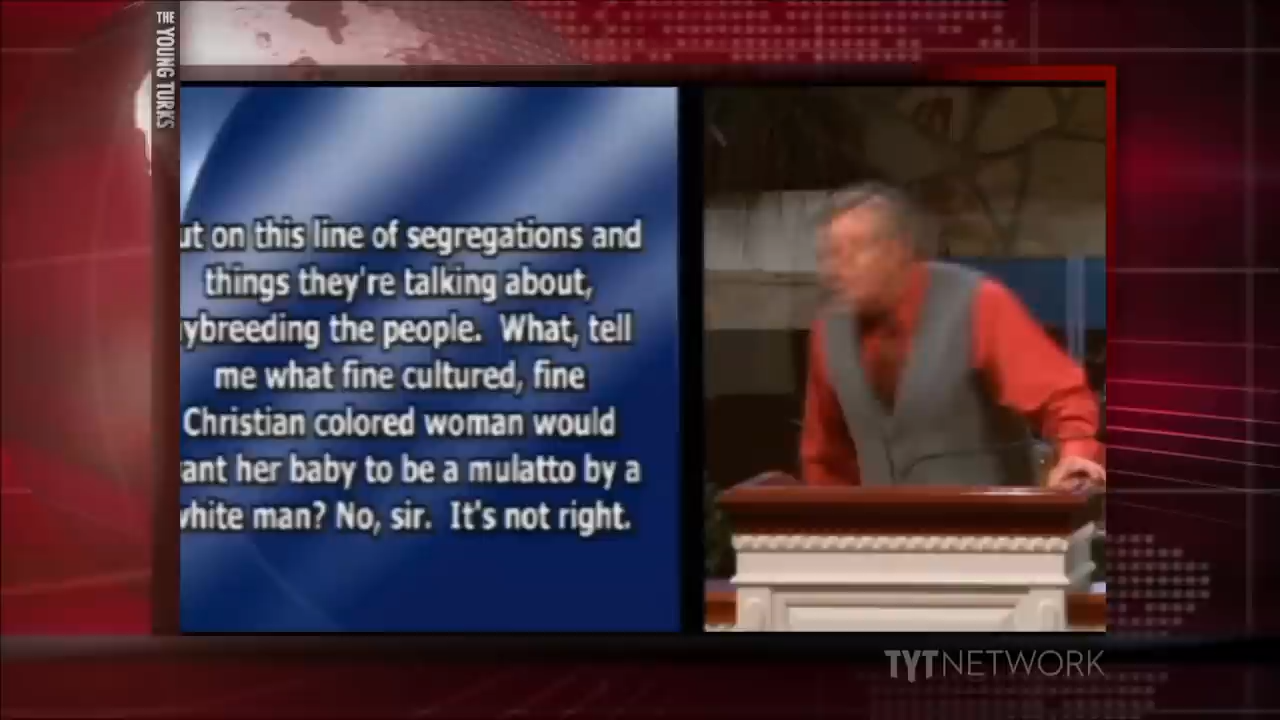 THE YOUNG TURKS
ut on this line of segregations and
things they're talking about,
ybreeding the people. What, tell
me what fine cultured, fine
Christian colored woman would
ant her baby to be a mulatto by a
hite man? No, sir. It's not right.
TYTNETWORK